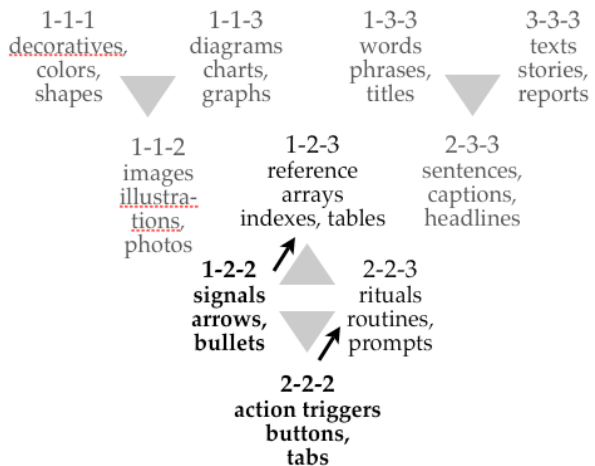 1-1-1
decoratives,
colors,
shapes
1-1-3
diagrams
charts,
graphs
1-3-3
words
phrases,
titles
3-3-3
texts
stories,
reports
1-1-2
images
illustra-
tions,
photos
1-2-3
reference
arrays
indexes, tables
2-3-3
sentences,
captions,
headlines
1-2-2
signals
arrows,
bullets
2-2-3
rituals
routines,
prompts
2-2-2
action triggers
buttons,
tabs